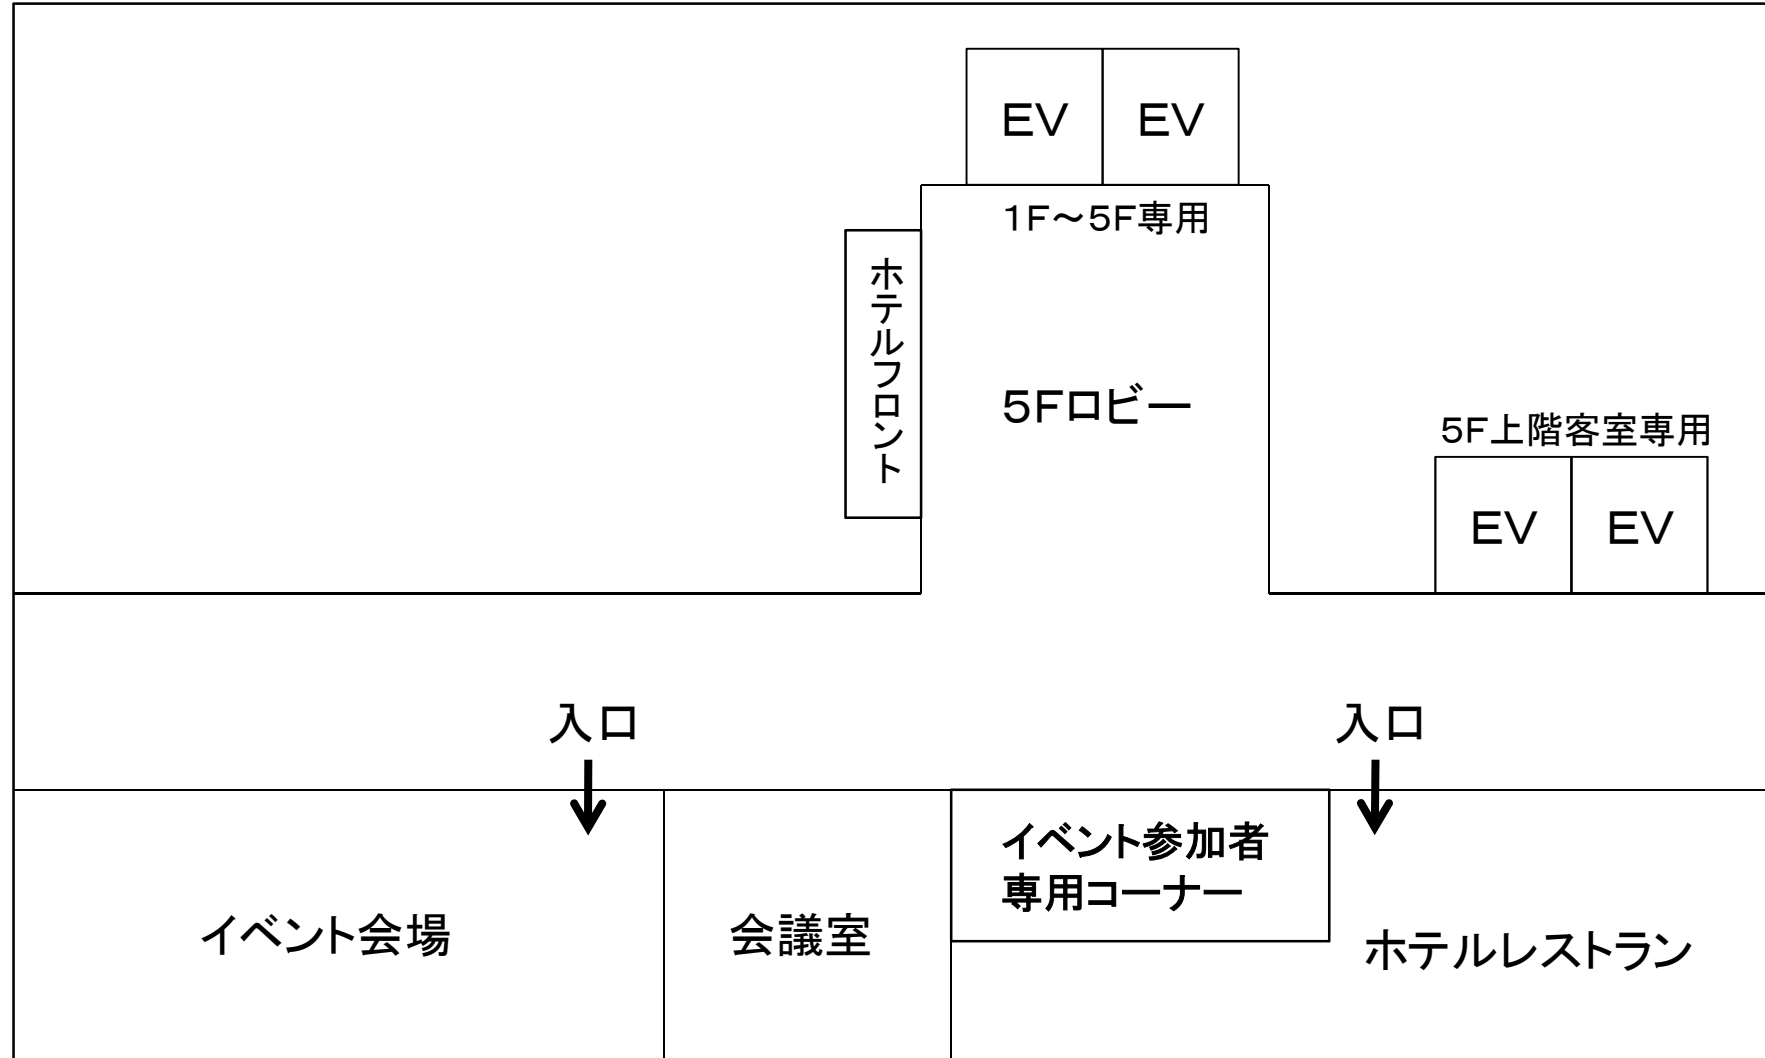 EV EV
1F～5F専用
ホテルフロント
5Fロビー
5F上階客室専用
EV EV
入口
入口
イベント参加者
専用コーナー
イベント会場
会議室
ホテルレストラン